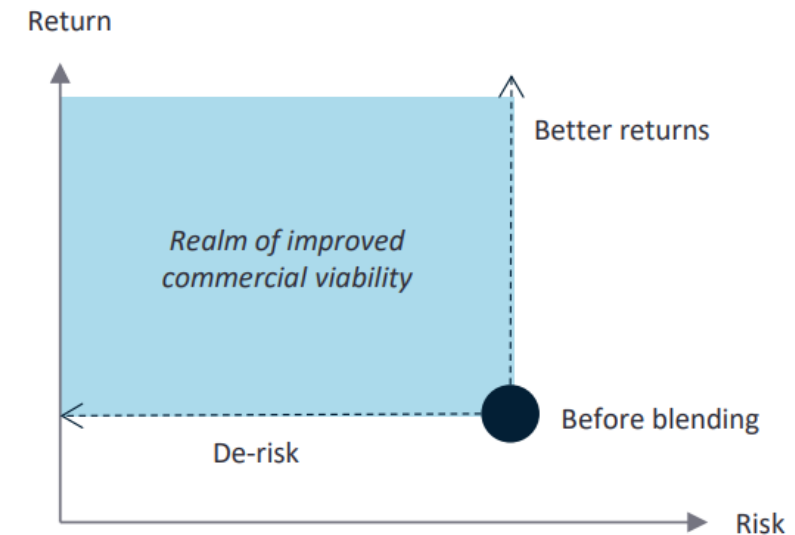 Return
Better returns
Realm of improved
commercial viability
Before blending
De-risk
Risk